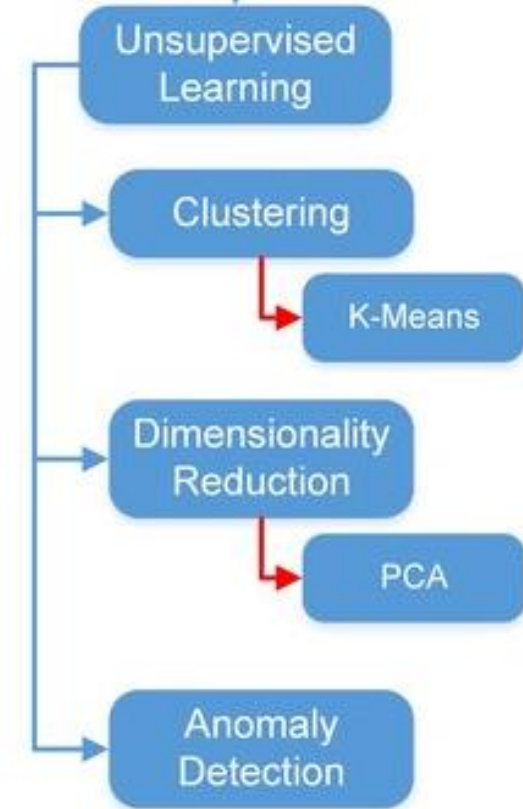 Unsupervised
Learning
Clustering
K-Means
Dimensionality
Reduction
PCA
Anomaly
Detection